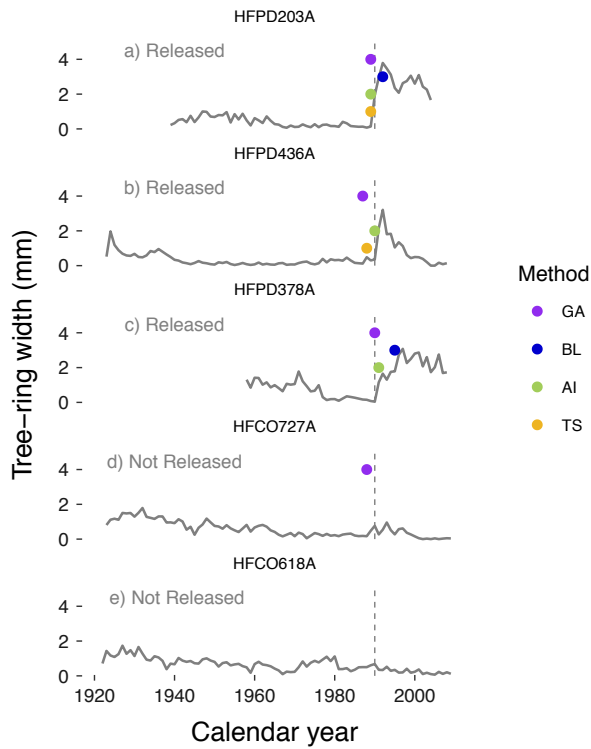 HFPD203A
a) Released
4
2
0
HFPD436A
b) Released
4
2
0
HFPD378A
c) Released
4
2
0
HFCO727A
d) Not Released
4
2
0
HFCO618A
e) Not Released
4
2
0
1920 1940 1960 1980 2000
Calendar year
Tree−ring width (mm)
Method
GA
BL
AI
TS